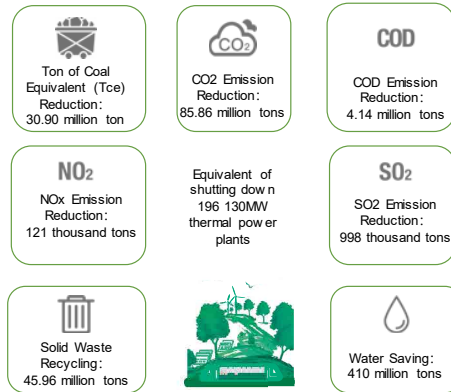 Ton of Coal
Equivalent (Tce)
Reduction:
30.90 million ton
CO2
CO2 Emission
Reduction:
85.86 million tons
COD
COD Emission
Reduction:
4.14 million tons
NO₂
NOx Emission
Reduction:
121 thousand tons
Equivalent of
shutting down
196 130MW
thermal power
plants
SO₂
SO2 Emission
Reduction:
998 thousand tons
Solid Waste
Recycling:
45.96 million tons
Water Saving:
410 million tons